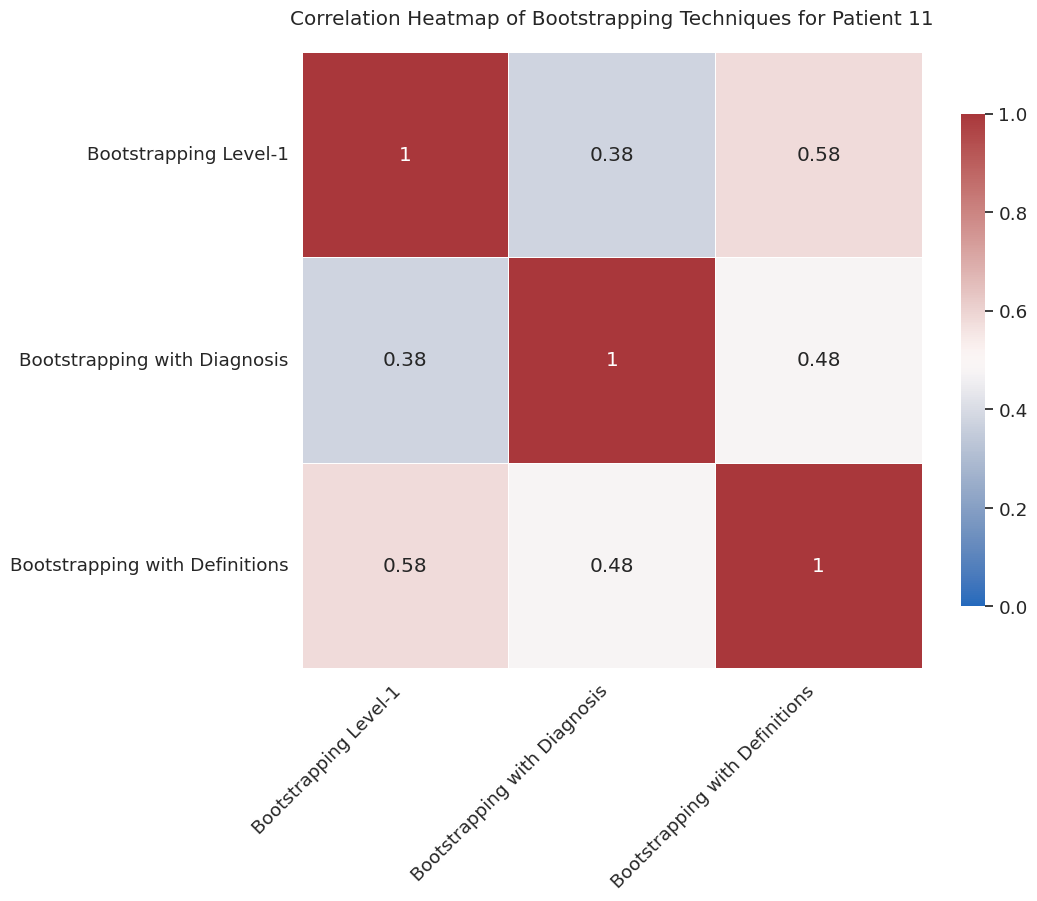 Correlation Heatmap of Bootstrapping Techniques for Patient 11
Bootstrapping Level-1
1
0.38
0.58
Bootstrapping with Diagnosis
0.38
1
0.48
Bootstrapping with Definitions
0.58
0.48
1
Bootstrapping Level-1
Bootstrapping with Diagnosis
Bootstrapping with Definitions
1.0
0.8
0.6
0.4
0.2
0.0